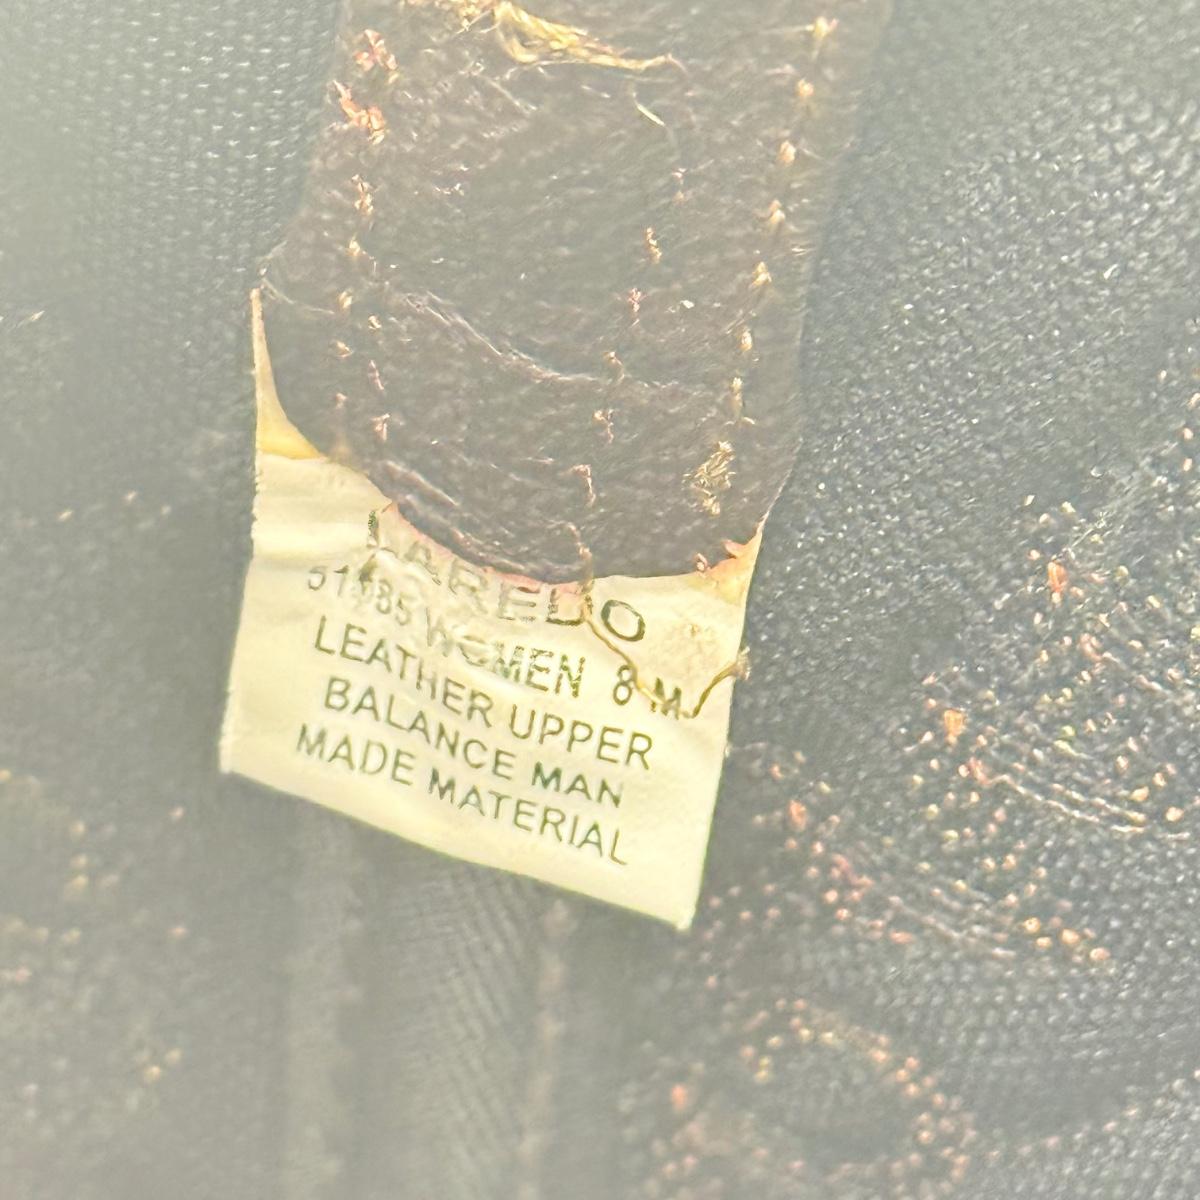 LAREDO
WOMEN 8 M
LEATHER UPPER
BALANCE MAN
MADE MATERIAL